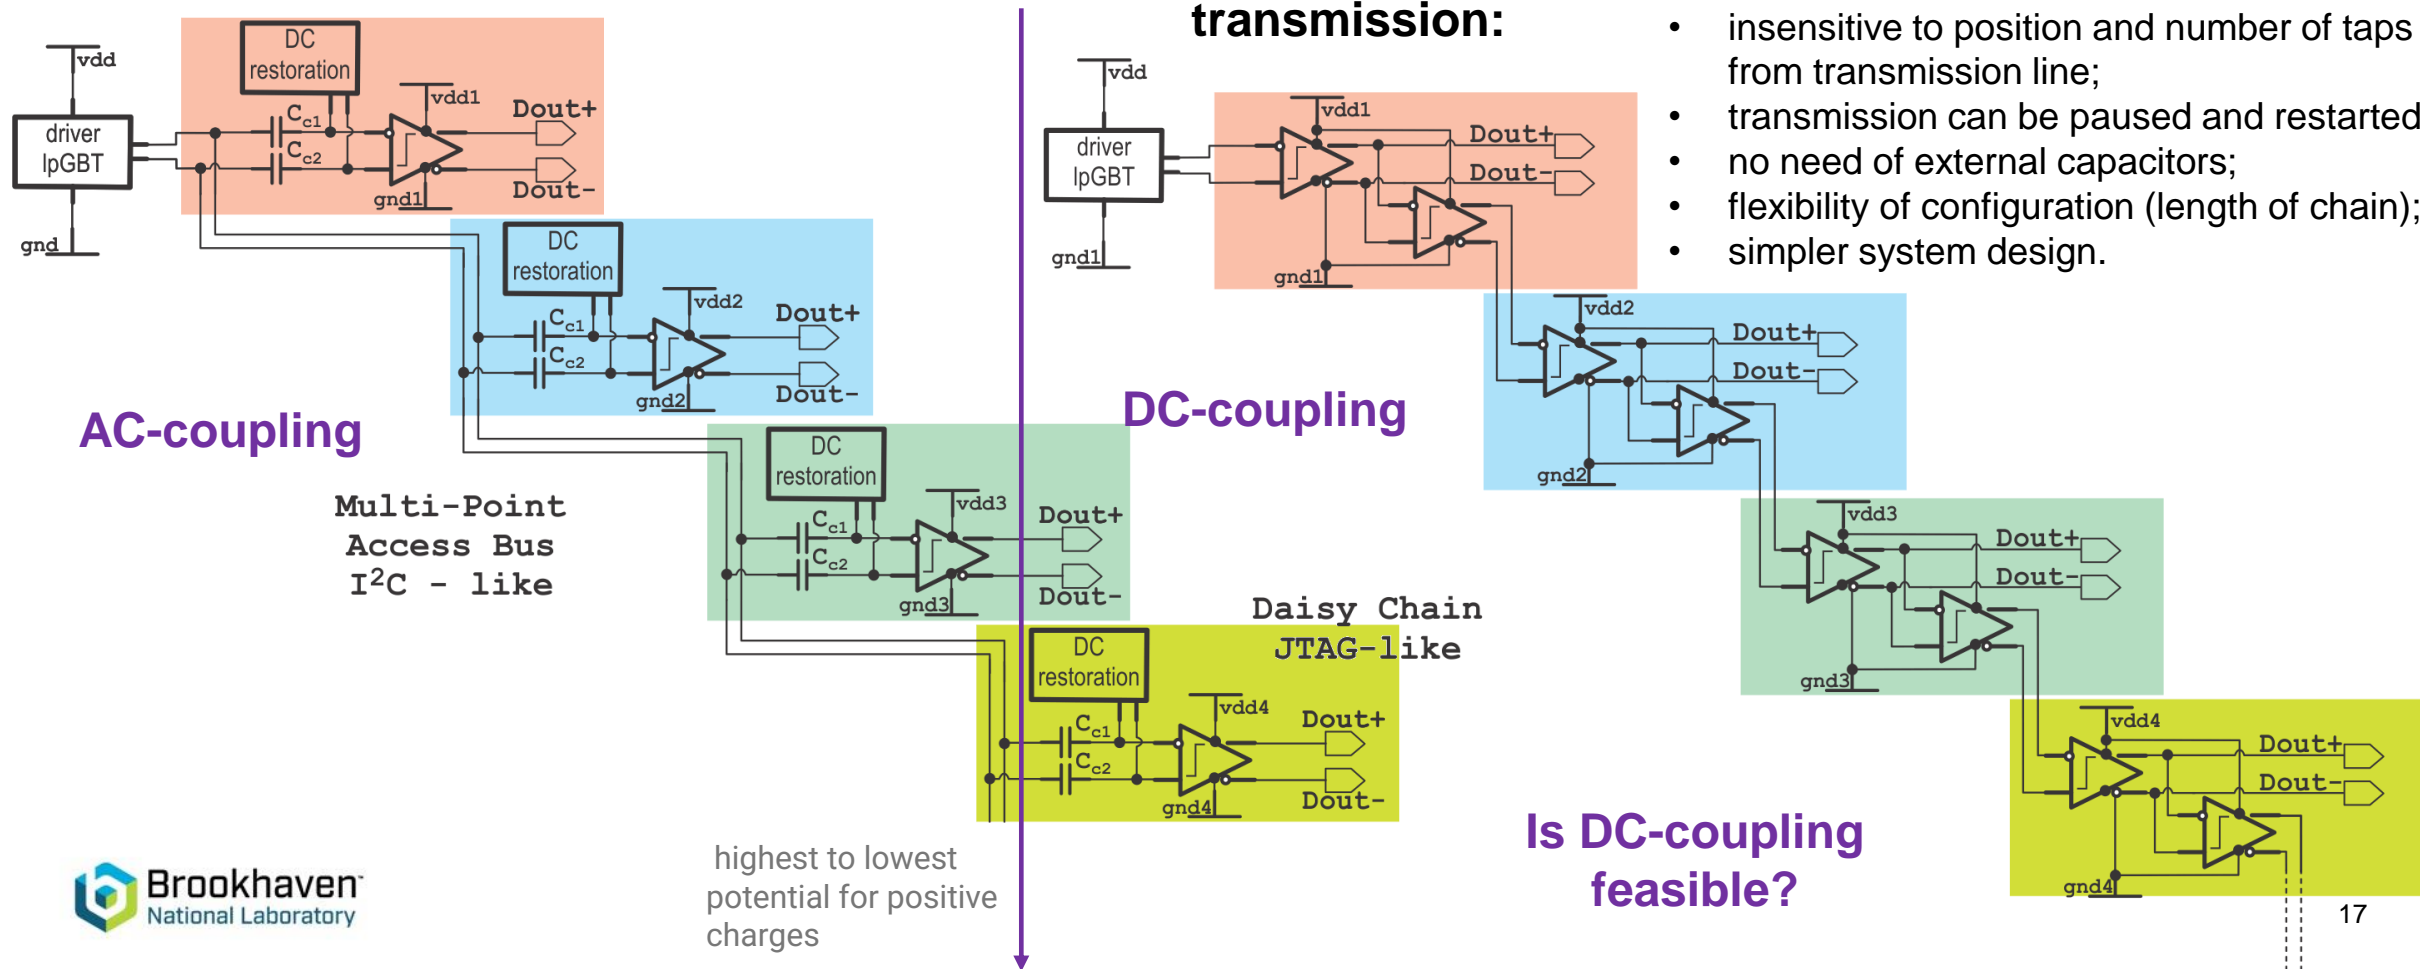 transmission:
• insensitive to position and number of taps
from transmission line;
• transmission can be paused and restarted
• no need of external capacitors;
• flexibility of configuration (length of chain);
• simpler system design.
vdd
driver
lpGBT
gnd
DC
restoration
Cc1
Cc2
vdd1
gnd1
Dout+
Dout-
DC
restoration
Cc1
Cc2
vdd2
gnd2
Dout+
Dout-
DC
restoration
Cc1
Cc2
vdd3
gnd3
Dout+
Dout-
DC
restoration
Cc1
Cc2
vdd4
gnd4
Dout+
Dout-
AC-coupling
Multi-Point
Access Bus
I²C - like
highest to lowest
potential for positive
charges
vdd
driver
lpGBT
gnd1
vdd1
gnd1
Dout+
Dout-
vdd2
gnd2
Dout+
Dout-
vdd3
gnd3
Dout+
Dout-
vdd4
gnd4
Dout+
Dout-
DC-coupling
Daisy Chain
JTAG-like
Is DC-coupling
feasible?
Brookhaven™
National Laboratory
17